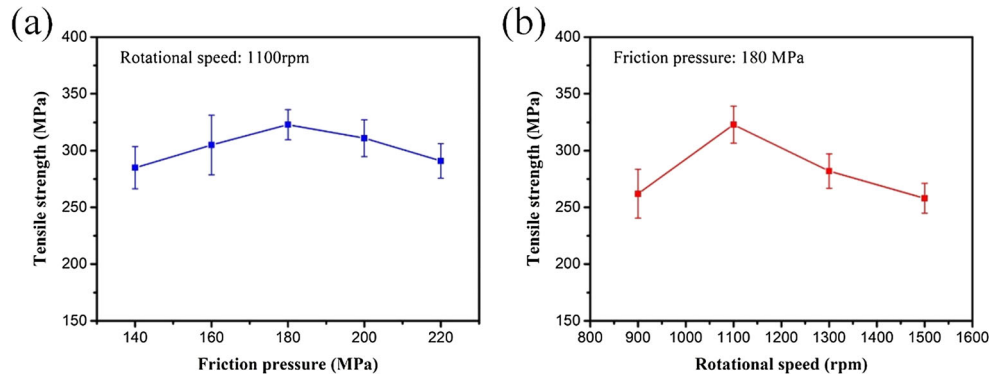 (a)
400
350
300
250
200
150
Tensile strength (MPa)
Rotational speed: 1100rpm
140 160 180 200 220
Friction pressure (MPa)
(b)
400
350
300
250
200
150
Tensile strength (MPa)
Friction pressure: 180 MPa
800 900 1000 1100 1200 1300 1400 1500 1600
Rotational speed (rpm)